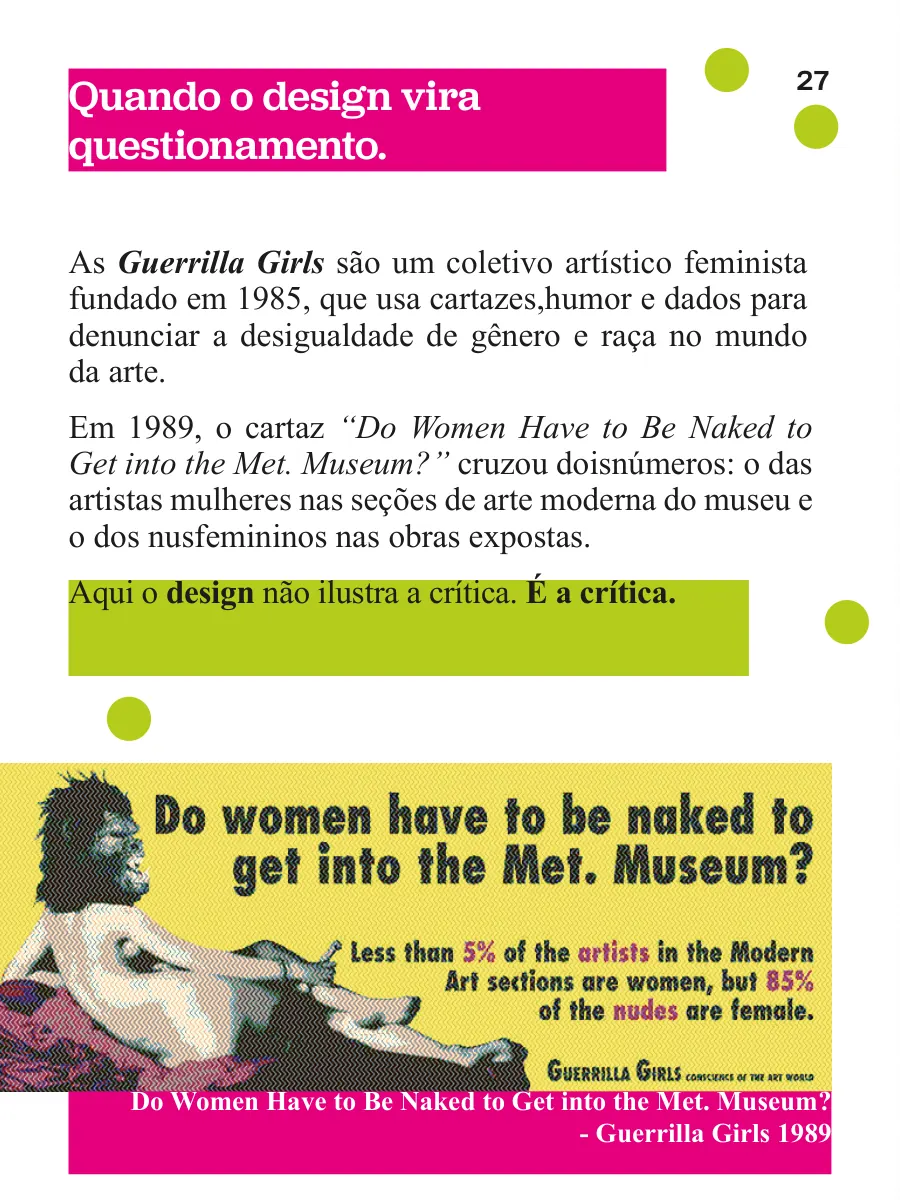 27
Quando o design vira
questionamento.
As Guerrilla Girls são um coletivo artístico feminista
fundado em 1985, que usa cartazes,humor e dados para
denunciar a desigualdade de gênero e raça no mundo
da arte.
Em 1989, o cartaz “Do Women Have to Be Naked to
Get into the Met. Museum?” cruzou doisnúmeros: o das
artistas mulheres nas seções de arte moderna do museu e
o dos nusfemininos nas obras expostas.
Aqui o design não ilustra a crítica. É a crítica.
Do women have to be naked to
get into the Met. Museum?
Less than 5% of the artists in the Modern
Art sections are women, but 85%
of the nudes are female.
GUERRILLA GIRLS CONSCIENCE OF THE ART WORLD
Do Women Have to Be Naked to Get into the Met. Museum?
- Guerrilla Girls 1989